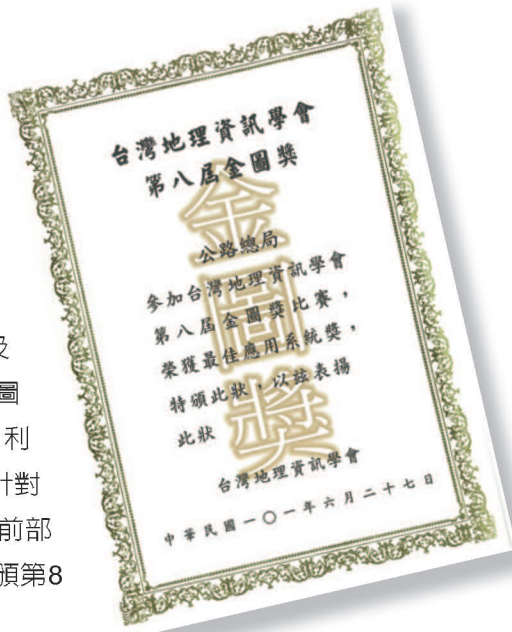 台灣地理資訊學會
第八屆金圖獎
金圖獎
公路總局
參加台灣地理資訊學會
第八屆金圖獎比賽，
榮獲最佳應用系統獎，
特頒此狀，以茲表揚
此狀
台灣地理資訊學會
中華民國一〇一年六月二十七日
及
圖
利
計對
前部
頒第8